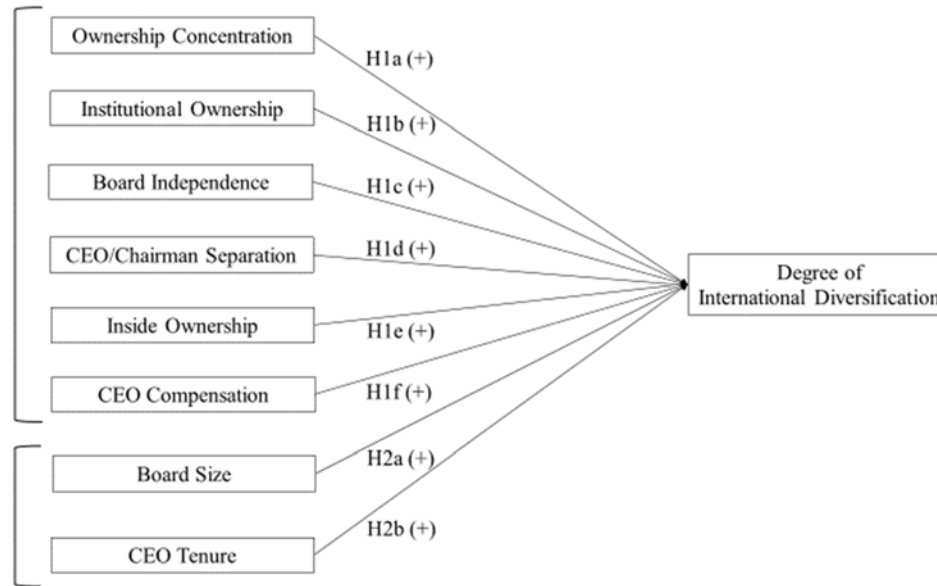 Ownership Concentration
H1a (+)
Institutional Ownership
H1b (+)
Board Independence
H1c (+)
CEO/Chairman Separation
H1d (+)
Degree of
International Diversification
Inside Ownership
H1e (+)
CEO Compensation
H1f (+)
Board Size
H2a (+)
CEO Tenure
H2b (+)